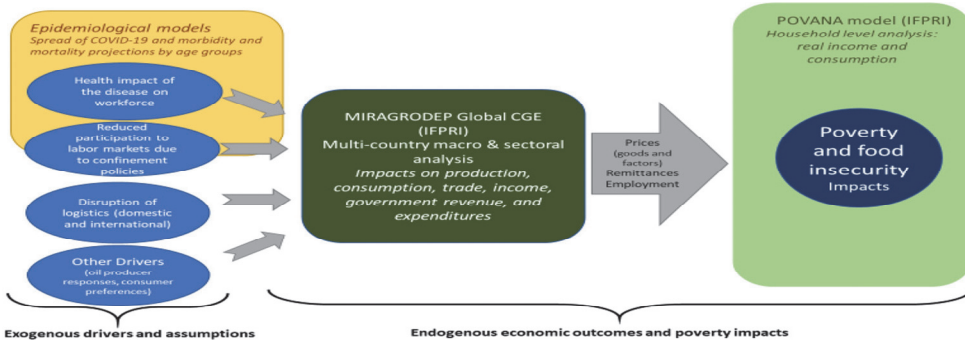 Epidemiological models
Spread of COVID-19 and morbidity and
mortality projections by age groups
Health impact of
the disease on
workforce
Reduced
participation to
labor markets due
to confinement
policies
Disruption of
logistics (domestic
and international)
Other Drivers
(oil producer
responses, consumer
preferences)
Exogenous drivers and assumptions
MIRAGRODEP Global CGE
(IFPRI)
Multi-country macro & sectoral
analysis
Impacts on production,
consumption, trade, income,
government revenue, and
expenditures
Prices
(goods and
factors)
Remittances
Employment
POVANA model (IFPRI)
Household level analysis:
real income and
consumption
Poverty
and food
insecurity
Impacts
Endogenous economic outcomes and poverty impacts